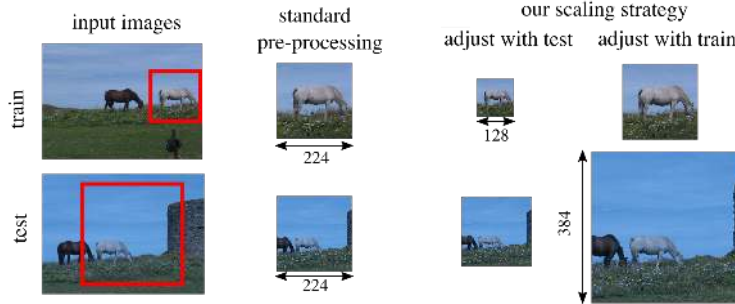 input images
standard
pre-processing
our scaling strategy
adjust with test
adjust with train
train
128
224
test
384
224